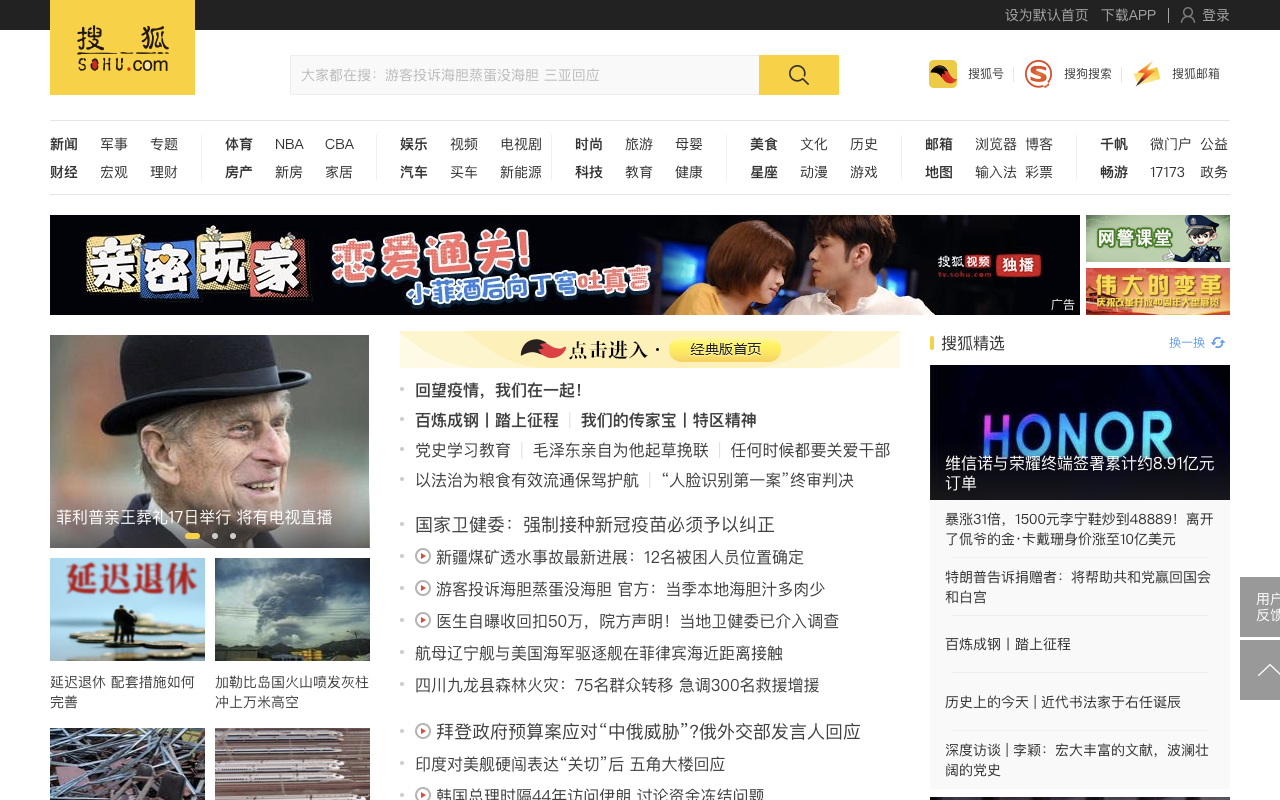 设为默认首页 下载APP 登录
搜狐
SOHU.com
大家都在搜：游客投诉海胆蒸蛋没海胆 三亚回应
搜狐号 搜狗搜索 搜狐邮箱
新闻 军事 专题 体育 NBA CBA 娱乐 视频 电视剧 时尚 旅游 母婴 美食 文化 历史 邮箱 浏览器 博客 千帆 微门户 公益
财经 宏观 理财 房产 新房 家居 汽车 买车 新能源 科技 教育 健康 星座 动漫 游戏 地图 输入法 彩票 畅游 17173 政务
亲密玩家
恋爱通关！
小菲酒后向丁穹吐真言
搜狐视频 独播
tv.sohu.com
广告
网警课堂
伟大的变革
庆祝改革开放40周年大型展览
菲利普亲王葬礼17日举行 将有电视直播
延迟退休
延迟退休 配套措施如何
完善
加勒比岛国火山喷发灰柱
冲上万米高空
点击进入 · 经典版首页
回望疫情，我们在一起！
百炼成钢丨踏上征程 | 我们的传家宝丨特区精神
党史学习教育 | 毛泽东亲自为他起草挽联 | 任何时候都要关爱干部
以法治为粮食有效流通保驾护航 | “人脸识别第一案”终审判决
国家卫健委：强制接种新冠疫苗必须予以纠正
新疆煤矿透水事故最新进展：12名被困人员位置确定
游客投诉海胆蒸蛋没海胆 官方：当季本地海胆汁多肉少
医生自曝收回扣50万，院方声明！当地卫健委已介入调查
航母辽宁舰与美国海军驱逐舰在菲律宾海近距离接触
四川九龙县森林火灾：75名群众转移 急调300名救援增援
拜登政府预算案应对“中俄威胁”?俄外交部发言人回应
印度对美舰硬闯表达“关切”后 五角大楼回应
韩国总理时隔44年访问伊朗 讨论资金冻结问题
搜狐精选 换一换
HONOR
维信诺与荣耀终端签署累计约8.91亿元
订单
暴涨31倍，1500元李宁鞋炒到48889！离开
了侃爷的金·卡戴珊身价涨至10亿美元
特朗普告诉捐赠者：将帮助共和党赢回国会
和白宫
百炼成钢丨踏上征程
历史上的今天 | 近代书法家于右任诞辰
深度访谈 | 李颖：宏大丰富的文献，波澜壮
阔的党史
用户
反馈